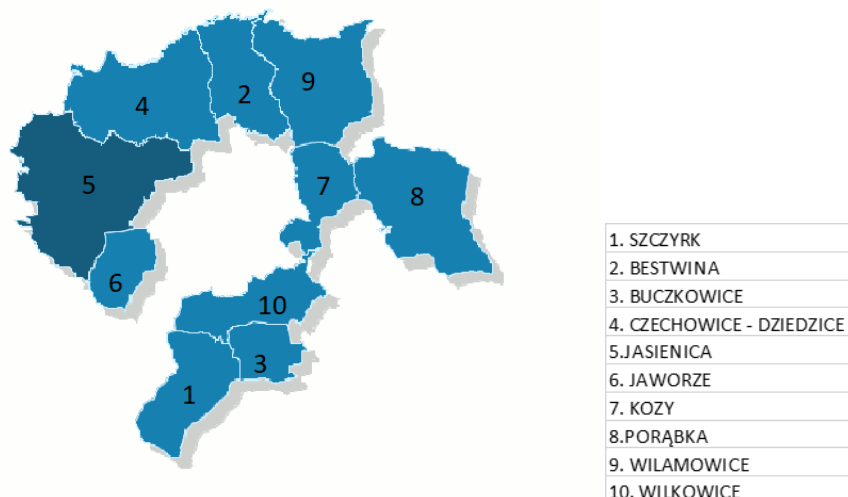 4
2
9
5
7
8
6
10
3
1
1. SZCZYRK
2. BESTWINA
3. BUCZKOWICE
4. CZECHOWICE - DZIEDZICE
5.JASIENICA
6. JAWORZE
7. KOZY
8.PORĄBKA
9. WILAMOWICE
10. WILKOWICE